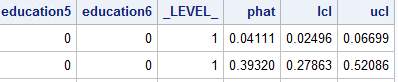 education5 education6 _LEVEL_ phat lcl ucl
0 0 1 0.04111 0.02496 0.06699
0 0 1 0.39320 0.27863 0.52086